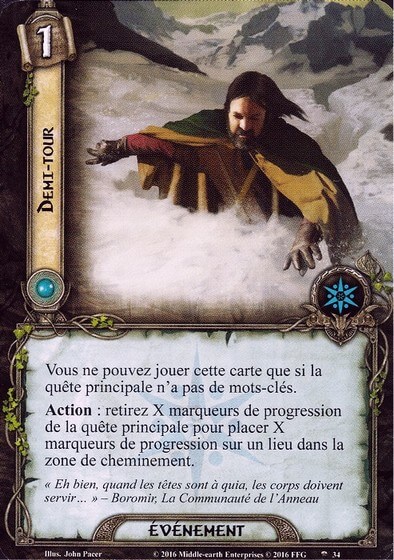 1
DEMI-TOUR
Vous ne pouvez jouer cette carte que si la
quête principale n'a pas de mots-clés.
Action : retirez X marqueurs de progression
de la quête principale pour placer X
marqueurs de progression sur un lieu dans la
zone de cheminement.
« Eh bien, quand les têtes sont à quia, les corps doivent
servir… » – Boromir, La Communauté de l'Anneau
ÉVÉNEMENT
Illus. John Pacer © 2016 Middle-earth Enterprises © 2016 FFG 34